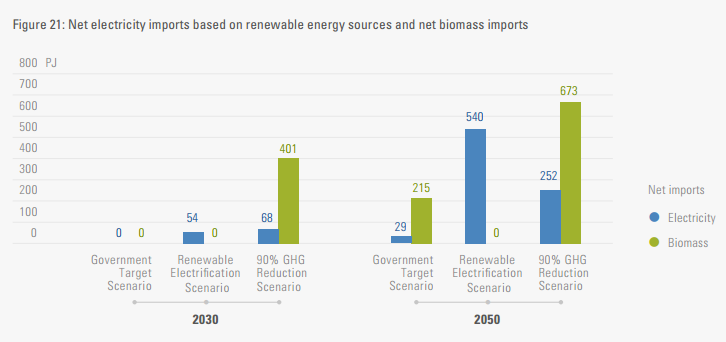 Figure 21: Net electricity imports based on renewable energy sources and net biomass imports
800 PJ
700
600
500
400
300
200
100
0
0 0
54 0
68 401
29 215
540 0
252 673
Government
Target
Scenario
Renewable
Electrification
Scenario
90% GHG
Reduction
Scenario
2030
Government
Target
Scenario
Renewable
Electrification
Scenario
90% GHG
Reduction
Scenario
2050
Net imports
Electricity
Biomass